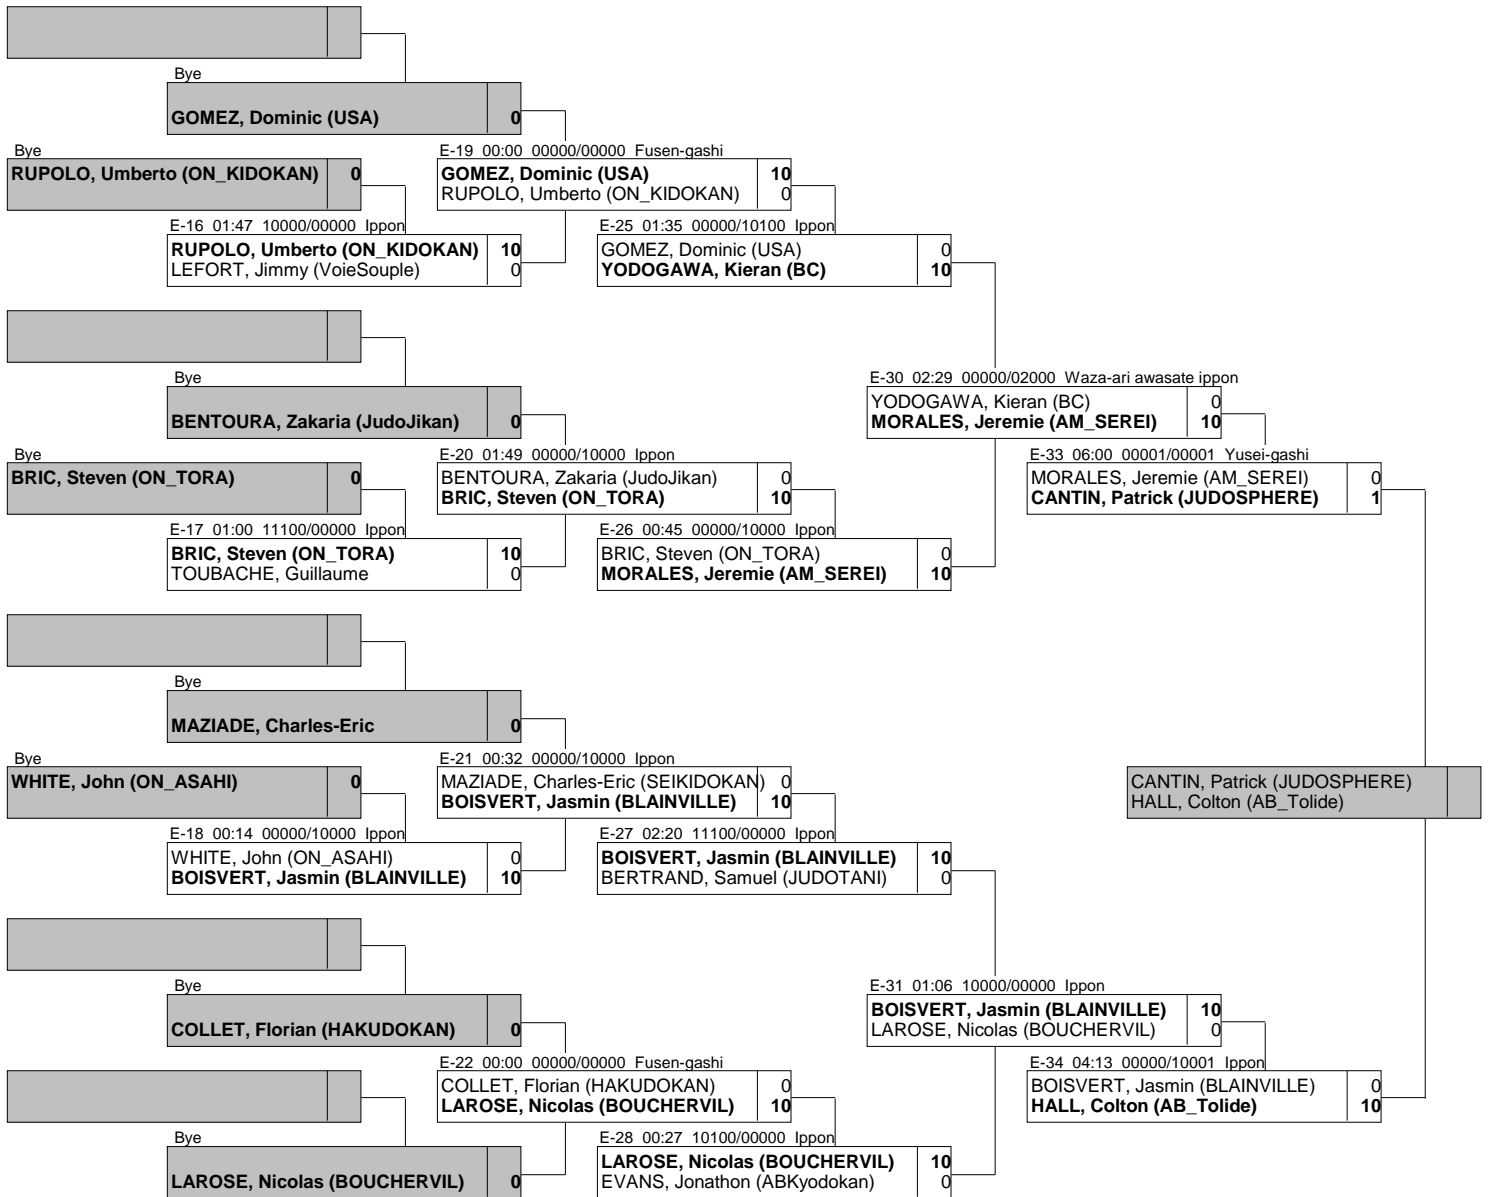 Bye
GOMEZ, Dominic (USA) 0
Bye
RUPOLO, Umberto (ON_KIDOKAN) 0
E-19 00:00 00000/00000 Fusen-gashi
GOMEZ, Dominic (USA) 10
RUPOLO, Umberto (ON_KIDOKAN) 0
E-16 01:47 10000/00000 Ippon
RUPOLO, Umberto (ON_KIDOKAN) 10
LEFORT, Jimmy (VoieSouple) 0
E-25 01:35 00000/10100 Ippon
GOMEZ, Dominic (USA) 0
YODOGAWA, Kieran (BC) 10
Bye
BENTOURA, Zakaria (JudoJikan) 0
E-30 02:29 00000/02000 Waza-ari awasate ippon
YODOGAWA, Kieran (BC) 0
MORALES, Jeremie (AM_SEREI) 10
Bye
BRIC, Steven (ON_TORA) 0
E-20 01:49 00000/10000 Ippon
BENTOURA, Zakaria (JudoJikan) 0
BRIC, Steven (ON_TORA) 10
E-33 06:00 00001/00001 Yusei-gashi
MORALES, Jeremie (AM_SEREI) 0
CANTIN, Patrick (JUDOSPHERE) 1
E-17 01:00 11100/00000 Ippon
BRIC, Steven (ON_TORA) 10
TOUBACHE, Guillaume 0
E-26 00:45 00000/10000 Ippon
BRIC, Steven (ON_TORA) 0
MORALES, Jeremie (AM_SEREI) 10
Bye
MAZIADE, Charles-Eric 0
Bye
WHITE, John (ON_ASAHI) 0
E-21 00:32 00000/10000 Ippon
MAZIADE, Charles-Eric (SEIKIDOKAN) 0
BOISVERT, Jasmin (BLAINVILLE) 10
CANTIN, Patrick (JUDOSPHERE)
HALL, Colton (AB_Tolide)
E-18 00:14 00000/10000 Ippon
WHITE, John (ON_ASAHI) 0
BOISVERT, Jasmin (BLAINVILLE) 10
E-27 02:20 11100/00000 Ippon
BOISVERT, Jasmin (BLAINVILLE) 10
BERTRAND, Samuel (JUDOTANI) 0
Bye
COLLET, Florian (HAKUDOKAN) 0
E-31 01:06 10000/00000 Ippon
BOISVERT, Jasmin (BLAINVILLE) 10
LAROSE, Nicolas (BOUCHERVIL) 0
E-22 00:00 00000/00000 Fusen-gashi
COLLET, Florian (HAKUDOKAN) 0
LAROSE, Nicolas (BOUCHERVIL) 10
E-34 04:13 00000/10001 Ippon
BOISVERT, Jasmin (BLAINVILLE) 0
HALL, Colton (AB_Tolide) 10
Bye
LAROSE, Nicolas (BOUCHERVIL) 0
E-28 00:27 10100/00000 Ippon
LAROSE, Nicolas (BOUCHERVIL) 10
EVANS, Jonathon (ABKyodokan) 0